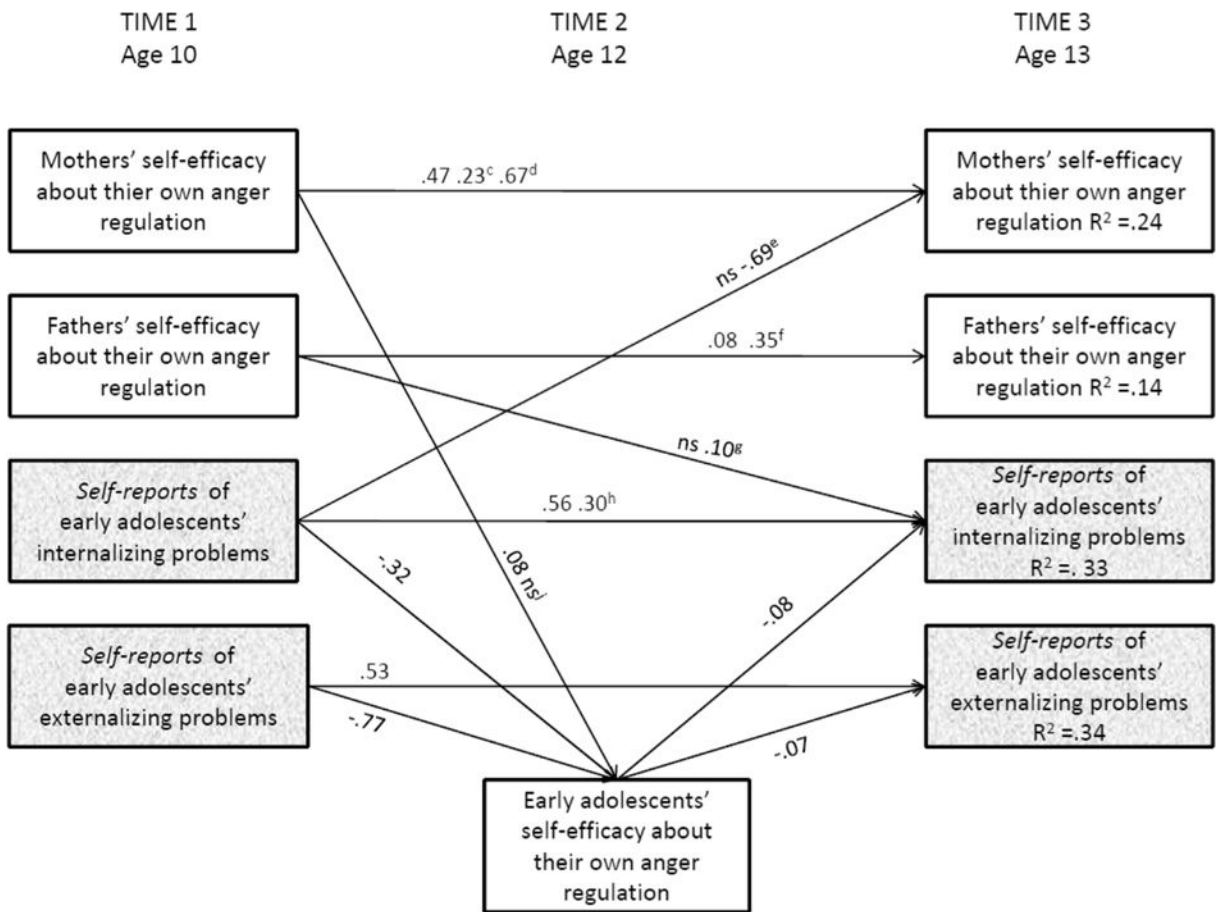 TIME 1
Age 10
TIME 2
Age 12
TIME 3
Age 13
Mothers' self-efficacy
about thier own anger
regulation
.47 .23ᶜ .67ᵈ
Mothers' self-efficacy
about thier own anger
regulation R² =.24
ns -.69ᵉ
Fathers' self-efficacy
about their own anger
regulation
.08 .35ᶠ
Fathers' self-efficacy
about their own anger
regulation R² =.14
ns .10ᵍ
Self-reports of
early adolescents'
internalizing problems
.56 .30ʰ
Self-reports of
early adolescents'
internalizing problems
R² =. 33
-.32
.08 nsʲ
-.08
Self-reports of
early adolescents'
externalizing problems
.53
-.77
Self-reports of
early adolescents'
externalizing problems
R² =.34
-.07
Early adolescents'
self-efficacy about
their own anger
regulation